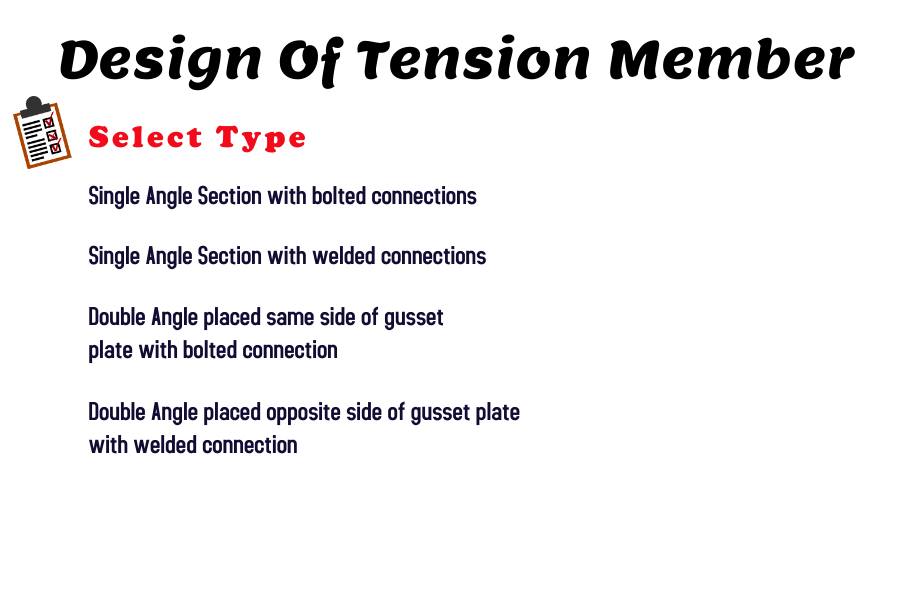 Design Of Tension Member
Select Type
Single Angle Section with bolted connections
Single Angle Section with welded connections
Double Angle placed same side of gusset
plate with bolted connection
Double Angle placed opposite side of gusset plate
with welded connection